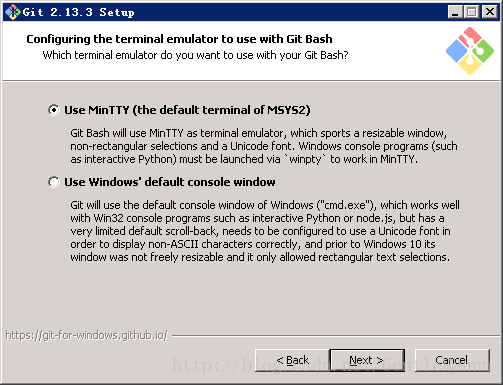 Git 2.13.3 Setup
Configuring the terminal emulator to use with Git Bash
Which terminal emulator do you want to use with your Git Bash?
Use MinTTY (the default terminal of MSYS2)
Git Bash will use MinTTY as terminal emulator, which sports a resizable window,
non-rectangular selections and a Unicode font. Windows console programs (such
as interactive Python) must be launched via `winpty` to work in MinTTY.
Use Windows' default console window
Git will use the default console window of Windows ("cmd.exe"), which works well
with Win32 console programs such as interactive Python or node.js, but has a
very limited default scroll-back, needs to be configured to use a Unicode font in
order to display non-ASCII characters correctly, and prior to Windows 10 its
window was not freely resizable and it only allowed rectangular text selections.
https://git-for-windows.github.io/
< Back
Next >
Cancel